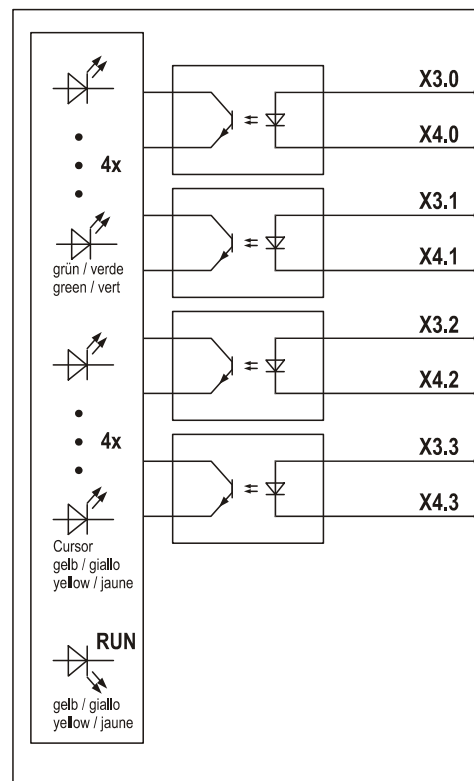 X3.0
X4.0
4x
X3.1
grün / verde
green / vert
X4.1
X3.2
X4.2
4x
X3.3
X4.3
Cursor
gelb / giallo
yellow / jaune
RUN
gelb / giallo
yellow / jaune